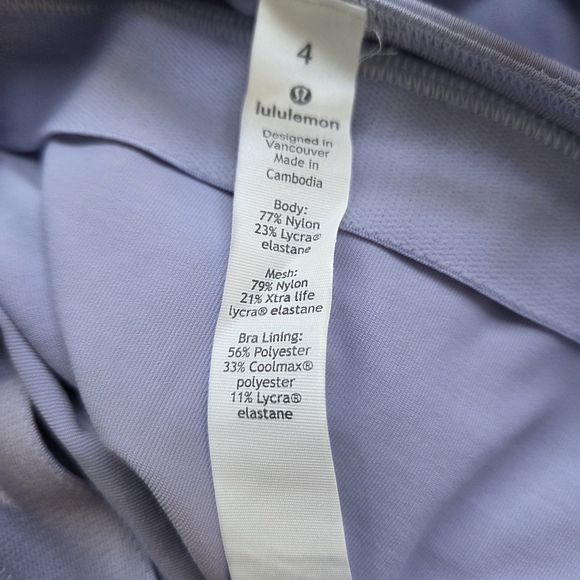 4
lululemon
Designed in
Vancouver
Made in
Cambodia
Body:
77% Nylon
23% Lycra®
elastane
Mesh:
79% Nylon
21% Xtra life
lycra® elastane
Bra Lining:
56% Polyester
33% Coolmax®
polyester
11% Lycra®
elastane